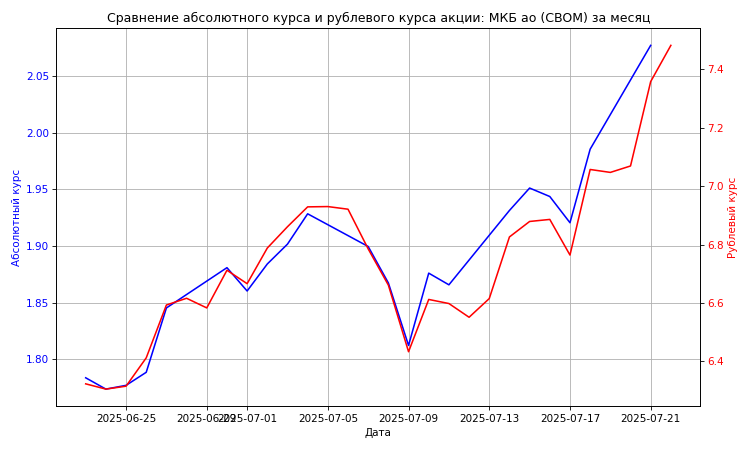 Сравнение абсолютного курса и рублевого курса акции: МКБ ао (CBOM) за месяц
Абсолютный курс
2.05
2.00
1.95
1.90
1.85
1.80
7.4
7.2
7.0
6.8
6.6
6.4
Рублевый курс
2025-06-25 2025-06-29 2025-07-01 2025-07-05 2025-07-09 2025-07-13 2025-07-17 2025-07-21
Дата